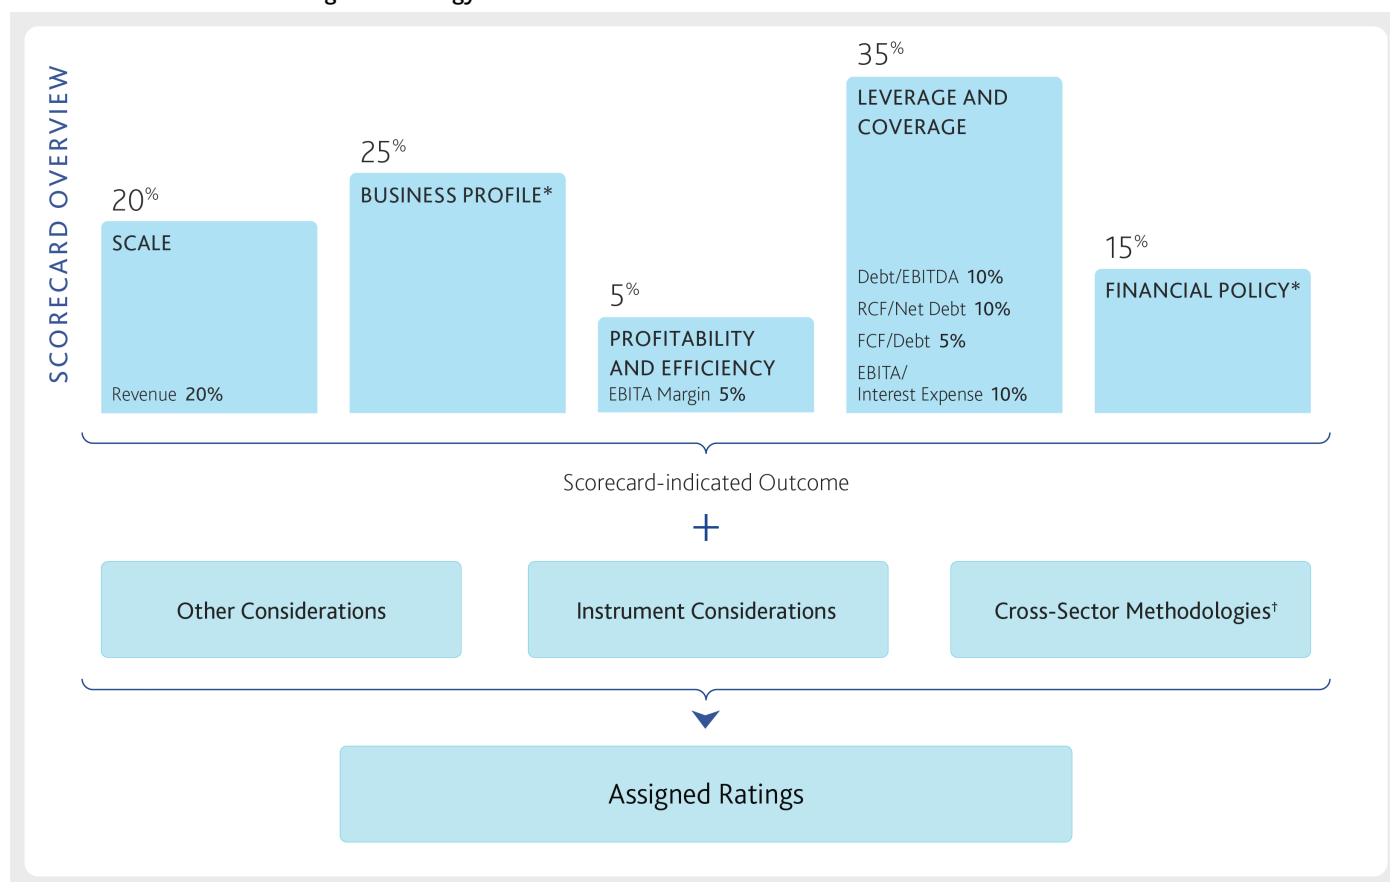 SCORECARD OVERVIEW
20%
SCALE
Revenue 20%
25%
BUSINESS PROFILE*
5%
PROFITABILITY
AND EFFICIENCY
EBITA Margin 5%
35%
LEVERAGE AND
COVERAGE
Debt/EBITDA 10%
RCF/Net Debt 10%
FCF/Debt 5%
EBITA/
Interest Expense 10%
15%
FINANCIAL POLICY*
Scorecard-indicated Outcome
+
Other Considerations
Instrument Considerations
Cross-Sector Methodologies†
Assigned Ratings